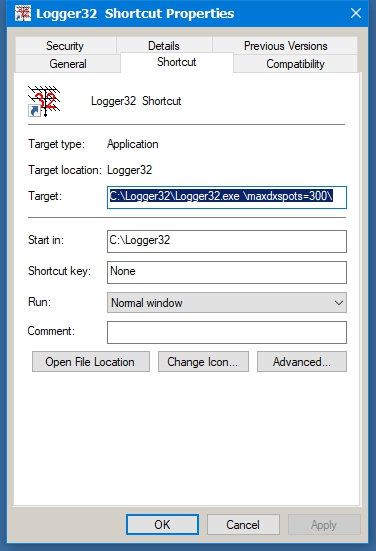 Logger32 Shortcut Properties
Security Details Previous Versions
General Shortcut Compatibility
32
Logger32 Shortcut
Target type: Application
Target location: Logger32
Target: C:\Logger32\Logger32.exe \maxdxspots=300\
Start in: C:\Logger32
Shortcut key: None
Run: Normal window
Comment:
Open File Location Change Icon... Advanced...
OK Cancel Apply